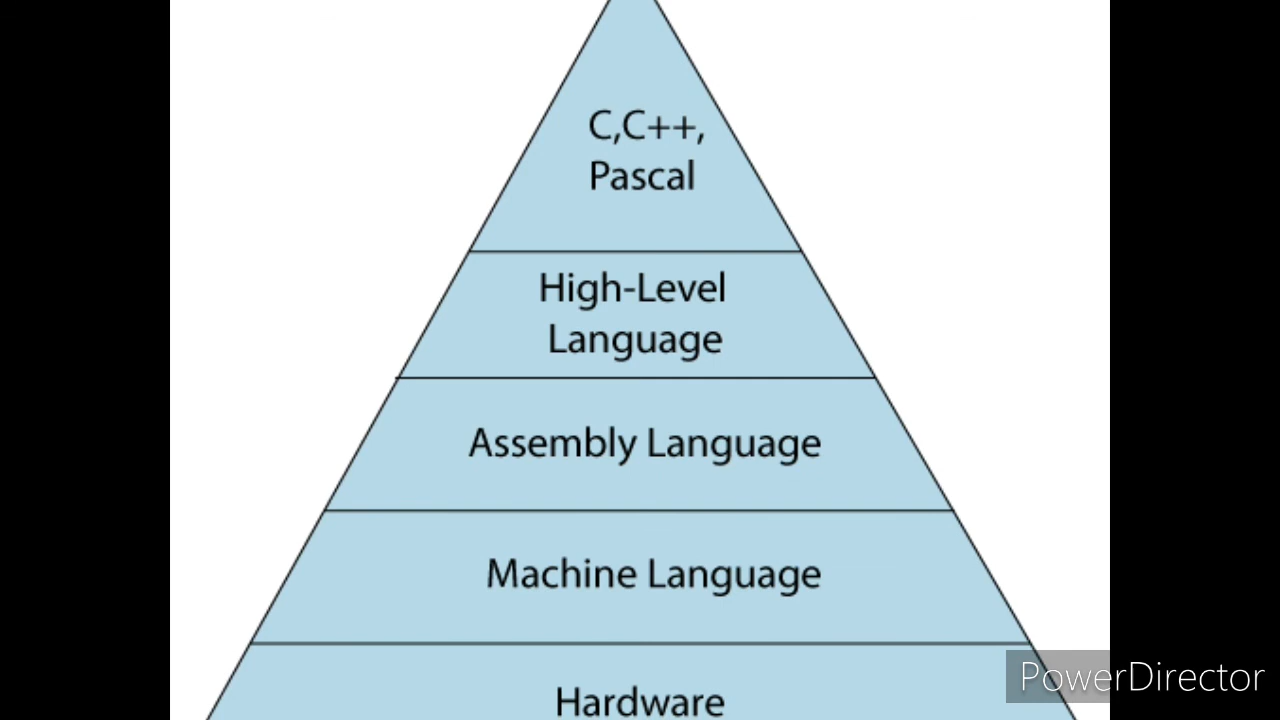 C,C++,
Pascal
High-Level
Language
Assembly Language
Machine Language
Hardware
PowerDirector